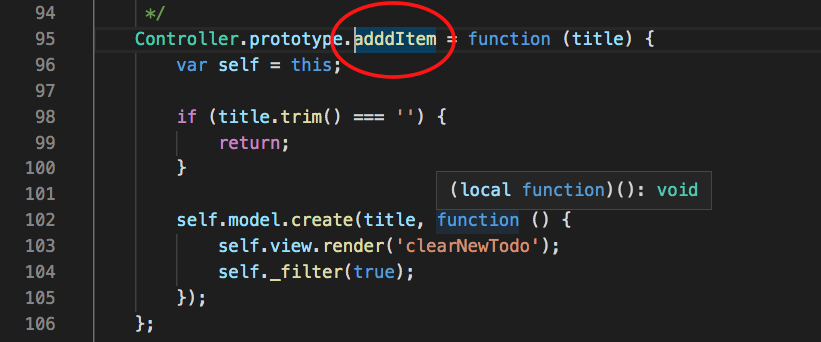 94 */
95 Controller.prototype.adddItem = function (title) {
96 var self = this;
97
98 if (title.trim() === '') {
99 return;
100 }
101
(local function)(): void
102 self.model.create(title, function () {
103 self.view.render('clearNewTodo');
104 self._filter(true);
105 });
106 };